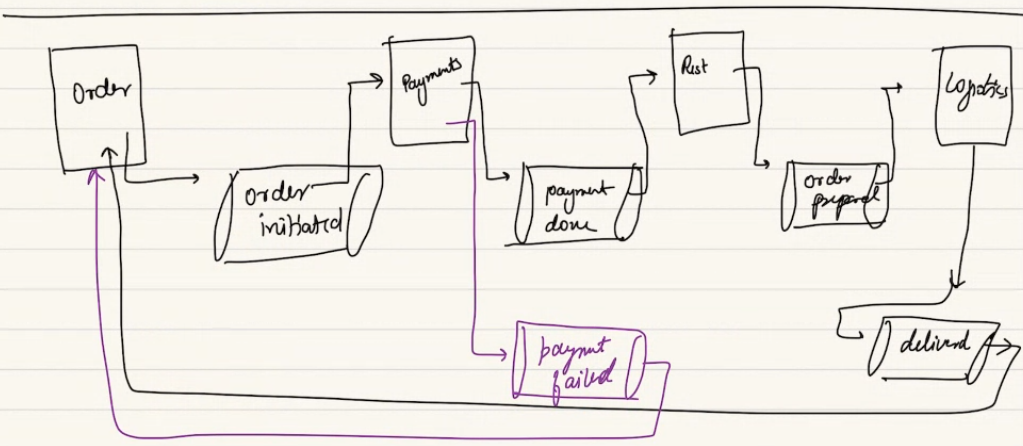 Order
Payments
Rest
Logistics
order
initiated
payment
done
order
prepared
payment
failed
delivered